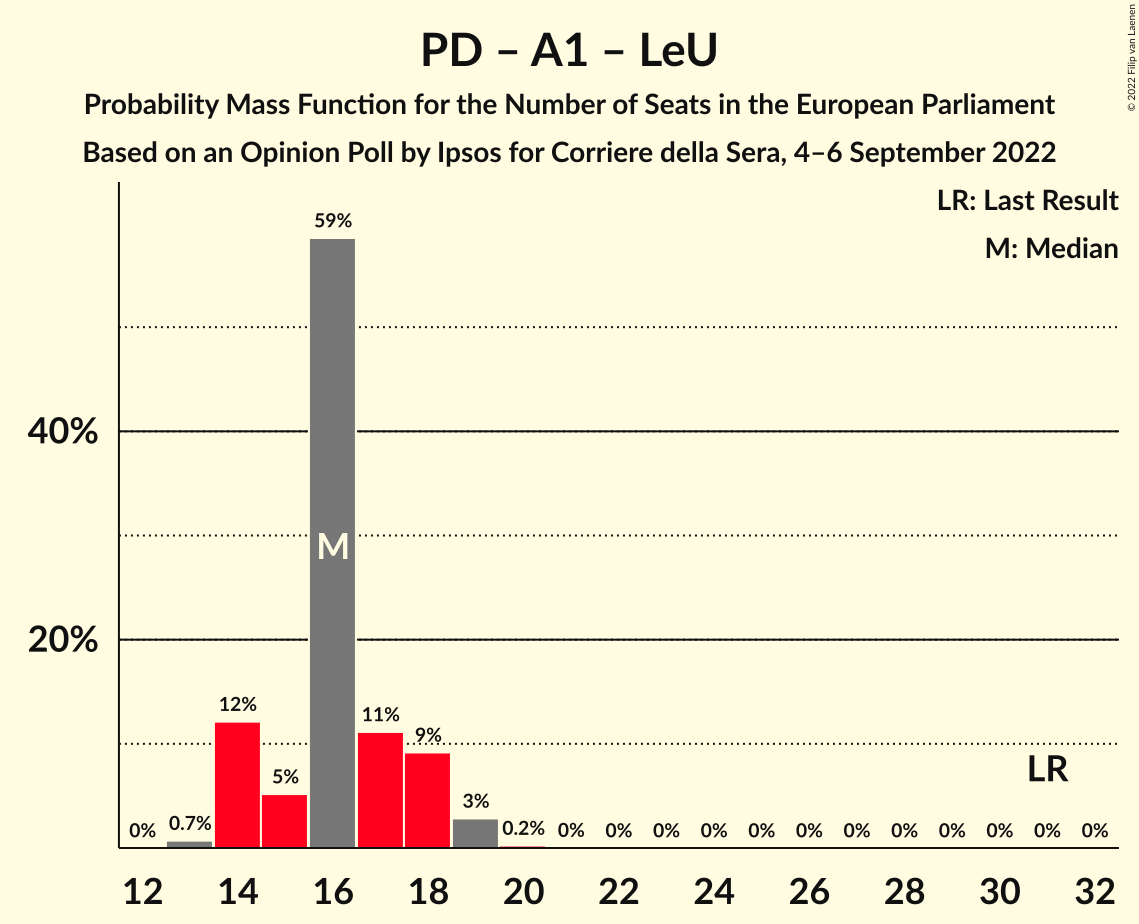 PD – A1 – LeU
Probability Mass Function for the Number of Seats in the European Parliament
Based on an Opinion Poll by Ipsos for Corriere della Sera, 4–6 September 2022
© 2022 Filip van Laenen
LR: Last Result
M: Median
59%
40%
M
20%
12%
11%
9%
LR
5%
3%
0% 0.7% 0.2% 0% 0% 0% 0% 0% 0% 0% 0% 0% 0% 0% 0%
12 14 16 18 20 22 24 26 28 30 32